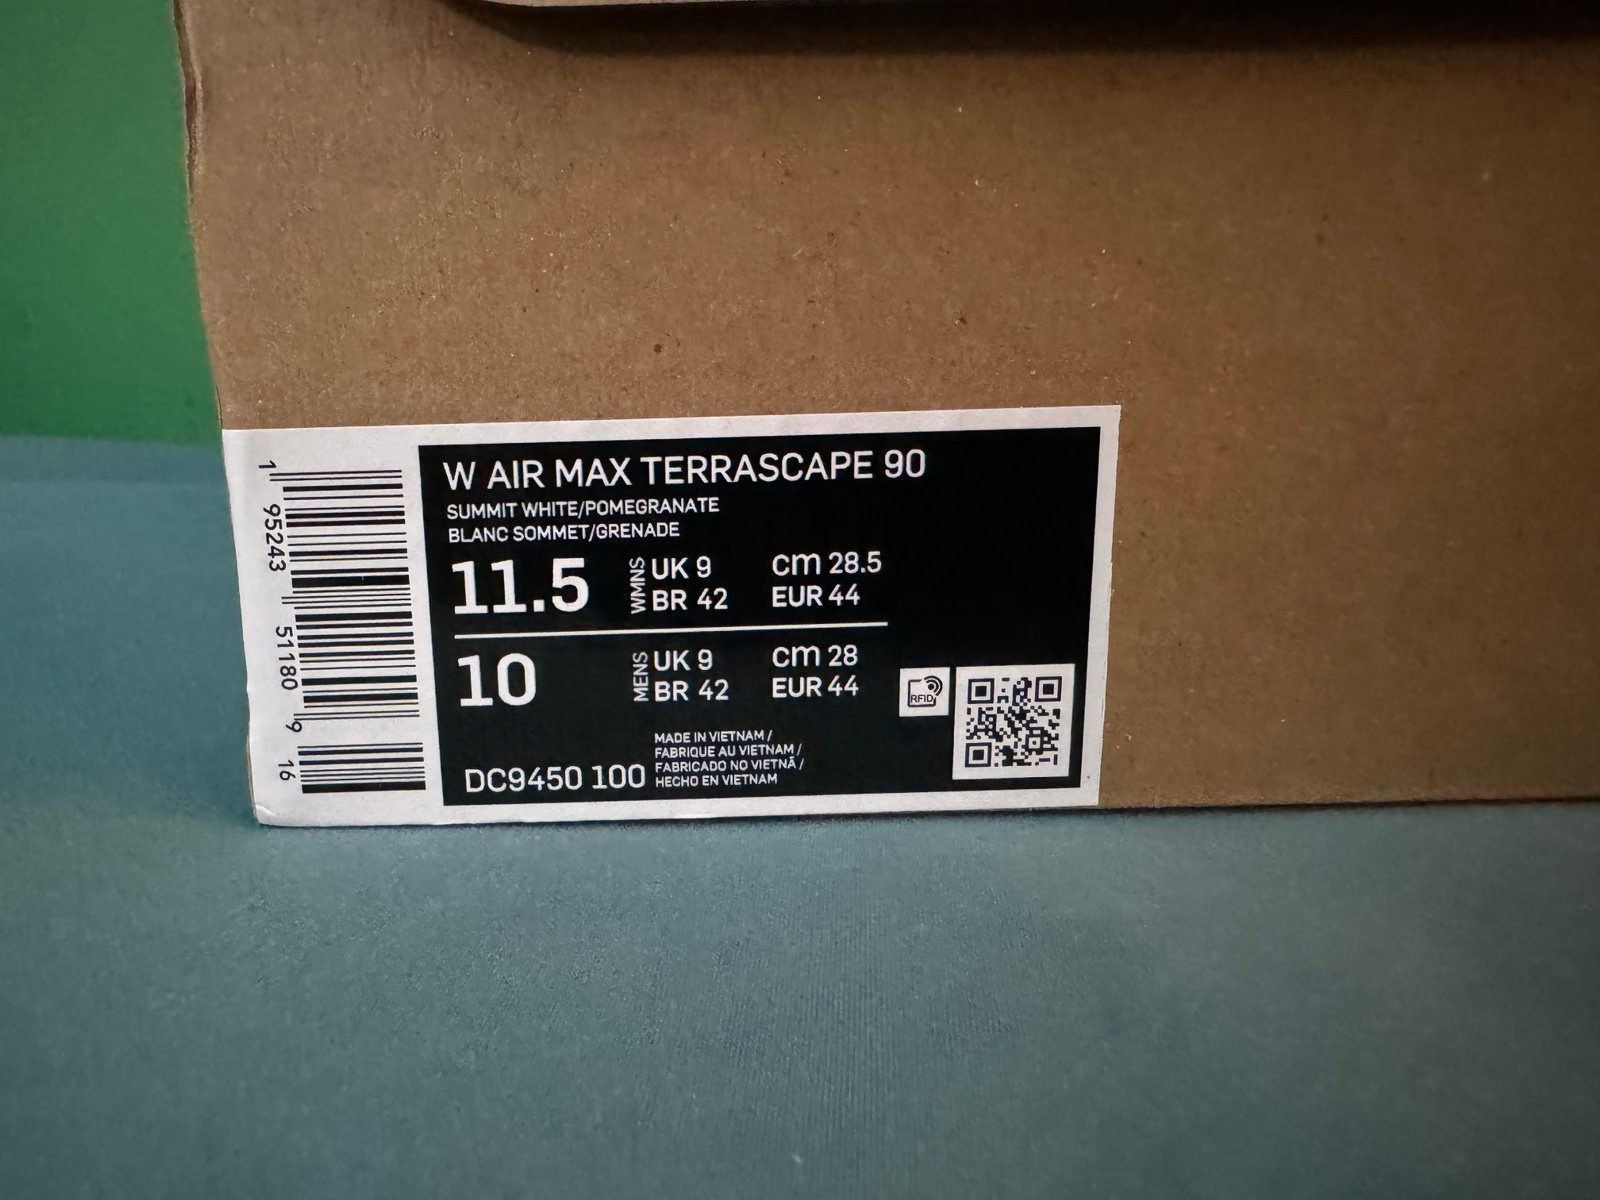 W AIR MAX TERRASCAPE 90
SUMMIT WHITE/POMEGRANATE
BLANC SOMMET/GRENADE
11.5 WMNS UK 9 cm 28.5
BR 42 EUR 44
10 MENS UK 9 cm 28
BR 42 EUR 44
RFID
DC9450 100
MADE IN VIETNAM /
FABRIQUE AU VIETNAM /
FABRICADO NO VIETNÃ /
HECHO EN VIETNAM
1 95243 51180 9 16